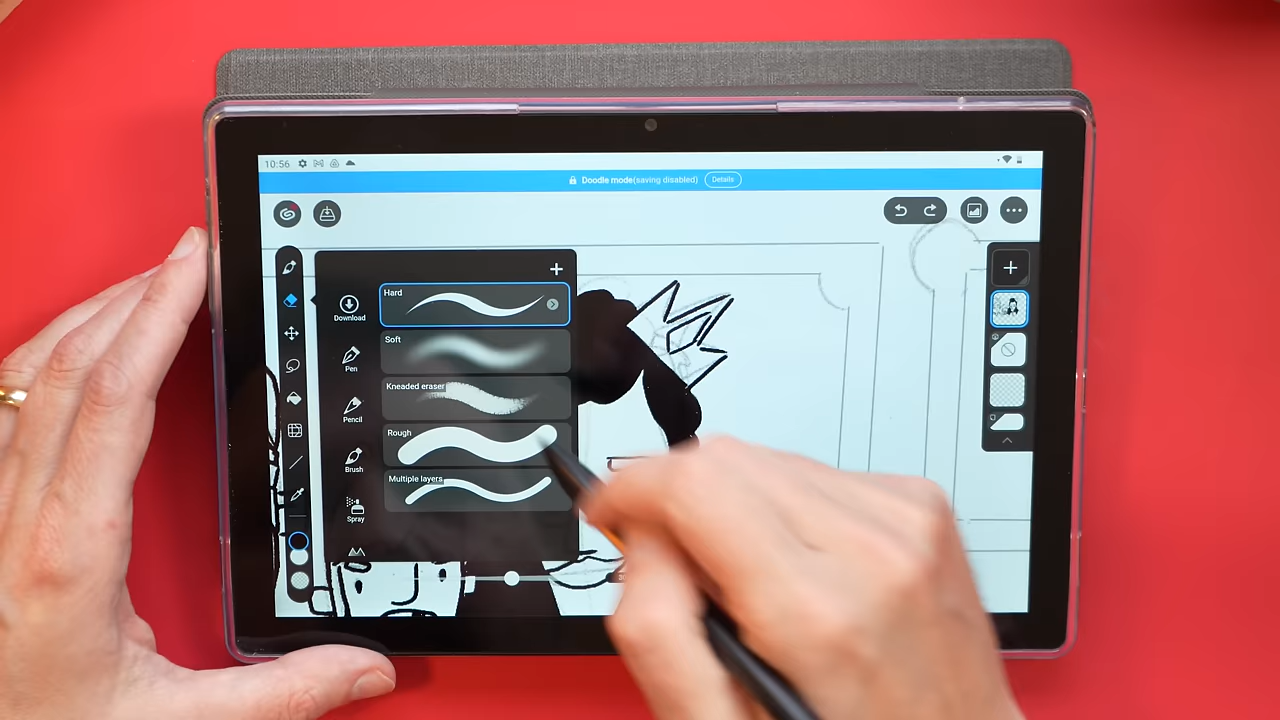 10:56
Doodle mode(saving disabled) Details
Hard
Download
Soft
Pen
Kneaded eraser
Pencil
Rough
Brush
Multiple layers
Spray